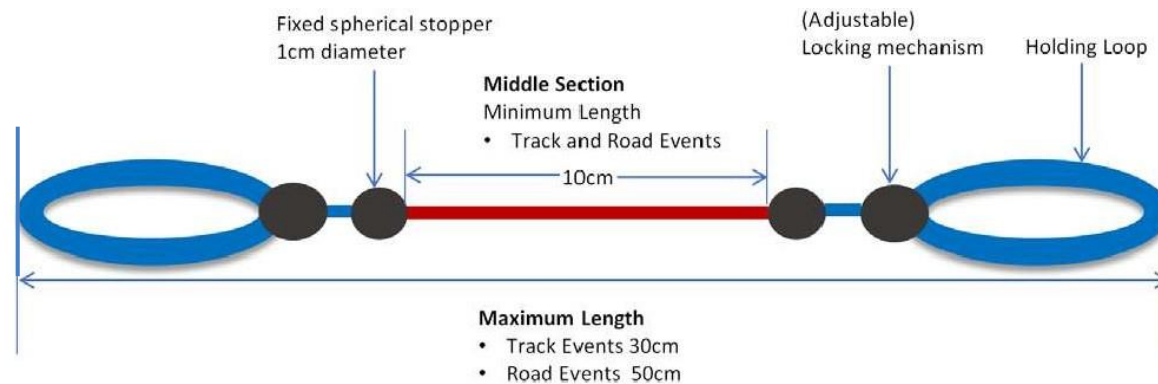 Fixed spherical stopper
1cm diameter
(Adjustable)
Locking mechanism
Holding Loop
Middle Section
Minimum Length
• Track and Road Events
10cm
Maximum Length
• Track Events 30cm
• Road Events 50cm